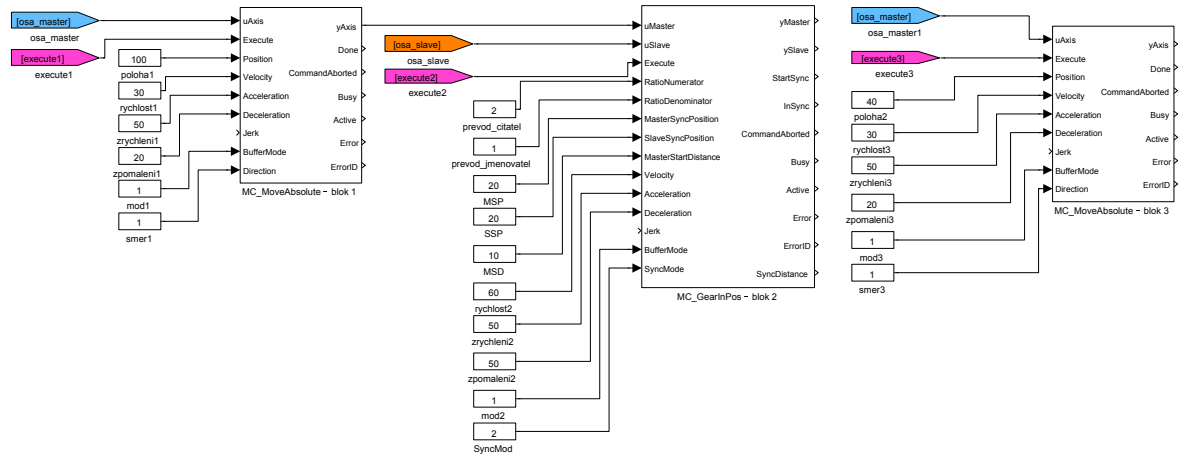 [osa_master]
osa_master
[execute1]
execute1
100
poloha1
30
rychlost1
50
zrychleni1
20
zpomaleni1
1
mod1
1
smer1
uAxis
Execute
Position
Velocity
Acceleration
Deceleration
Jerk
BufferMode
Direction
yAxis
Done
CommandAborted
Busy
Active
Error
ErrorID
MC_MoveAbsolute - blok 1
[osa_slave]
osa_slave
[execute2]
execute2
2
prevod_citatel
1
prevod_jmenovatel
20
MSP
20
SSP
10
MSD
60
rychlost2
50
zrychleni2
50
zpomaleni2
1
mod2
2
SyncMod
uMaster
uSlave
Execute
RatioNumerator
RatioDenominator
MasterSyncPosition
SlaveSyncPosition
MasterStartDistance
Velocity
Acceleration
Deceleration
Jerk
BufferMode
SyncMode
yMaster
ySlave
StartSync
InSync
CommandAborted
Busy
Active
Error
ErrorID
SyncDistance
MC_GearInPos - blok 2
[osa_master]
osa_master1
[execute3]
execute3
40
poloha2
30
rychlost3
50
zrychleni3
20
zpomaleni3
1
mod3
1
smer3
uAxis
Execute
Position
Velocity
Acceleration
Deceleration
Jerk
BufferMode
Direction
yAxis
Done
CommandAborted
Busy
Active
Error
ErrorID
MC_MoveAbsolute - blok 3